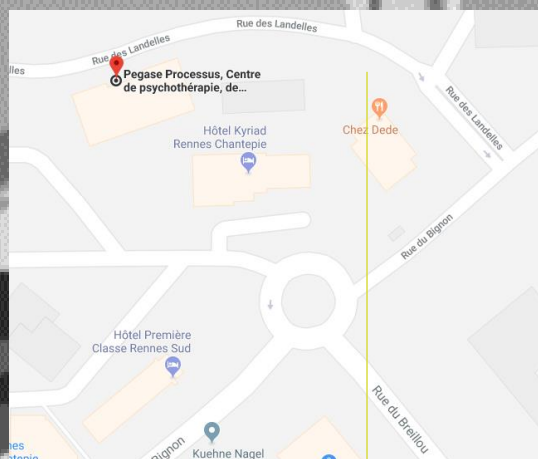 Rue des Landelles
Rue des Landelles
lles
Pegase Processus, Centre
de psychothérapie, de...
Rue des Landelles
Chez Dede
Hôtel Kyriad
Rennes Chantepie
Rue du Bignon
Hôtel Première
Classe Rennes Sud
Rue du Breillou
Bignon
Kuehne Nagel
nes
ntepie